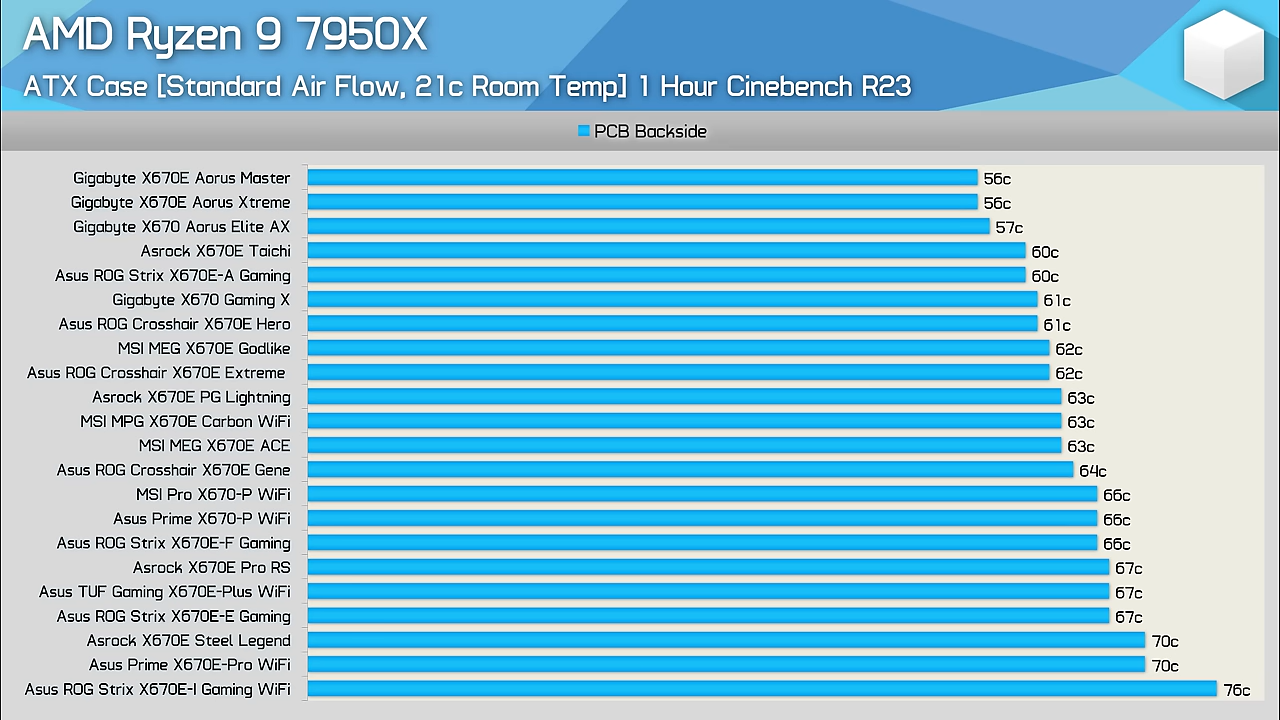 AMD Ryzen 9 7950X
ATX Case [Standard Air Flow, 21c Room Temp] 1 Hour Cinebench R23
PCB Backside
Gigabyte X670E Aorus Master 56c
Gigabyte X670E Aorus Xtreme 56c
Gigabyte X670 Aorus Elite AX 57c
Asrock X670E Taichi 60c
Asus ROG Strix X670E-A Gaming 60c
Gigabyte X670 Gaming X 61c
Asus ROG Crosshair X670E Hero 61c
MSI MEG X670E Godlike 62c
Asus ROG Crosshair X670E Extreme 62c
Asrock X670E PG Lightning 63c
MSI MPG X670E Carbon WiFi 63c
MSI MEG X670E ACE 63c
Asus ROG Crosshair X670E Gene 64c
MSI Pro X670-P WiFi 66c
Asus Prime X670-P WiFi 66c
Asus ROG Strix X670E-F Gaming 66c
Asrock X670E Pro RS 67c
Asus TUF Gaming X670E-Plus WiFi 67c
Asus ROG Strix X670E-E Gaming 67c
Asrock X670E Steel Legend 70c
Asus Prime X670E-Pro WiFi 70c
Asus ROG Strix X670E-I Gaming WiFi 76c